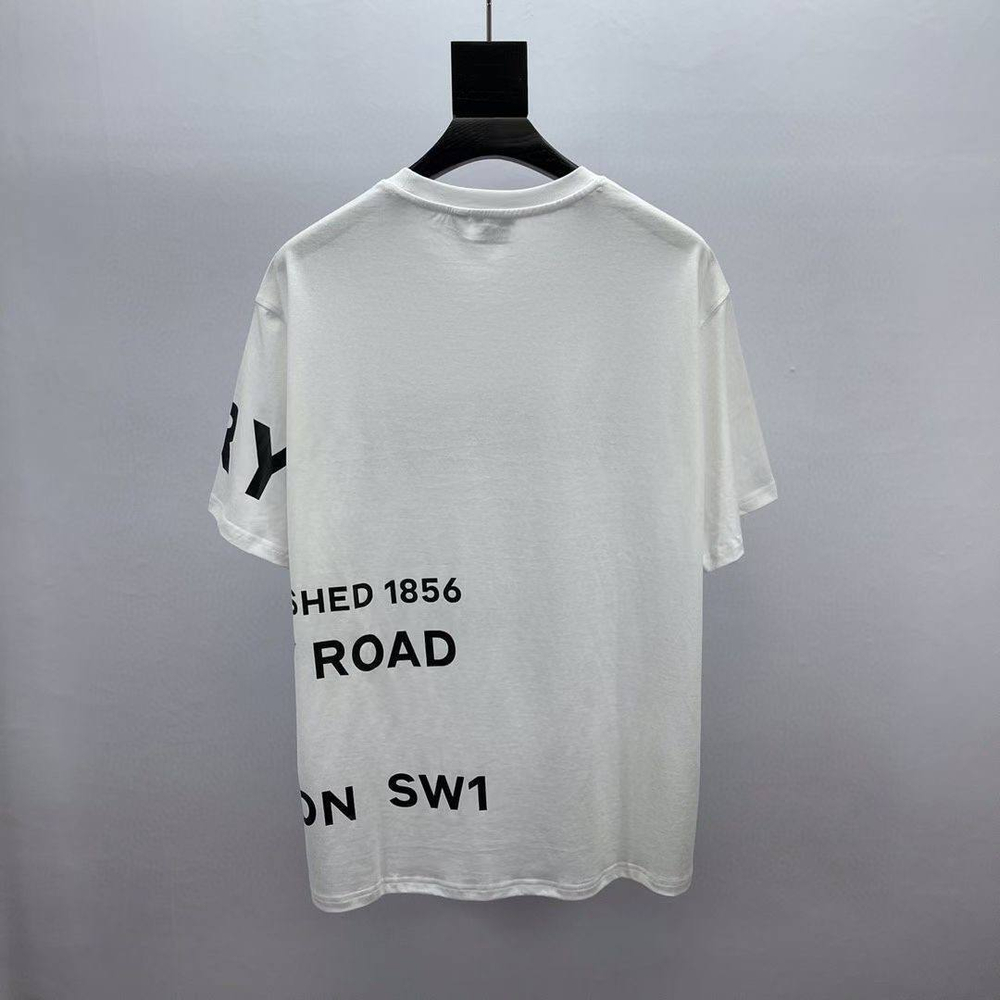 RY
SHED 1856
ROAD
ON SW1